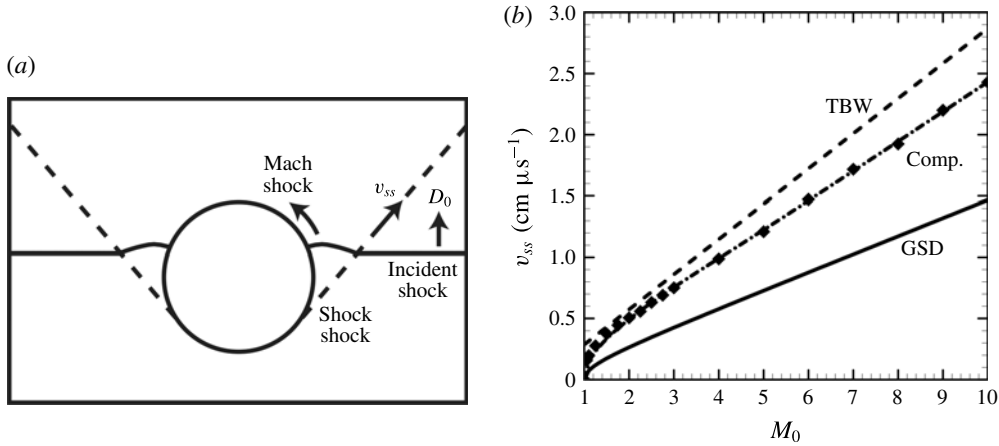 (a)
Mach
shock
v_ss
D_0
Incident
shock
Shock
shock
(b)
3.0
2.5
2.0
1.5
1.0
0.5
0
v_ss (cm μs⁻¹)
TBW
Comp.
GSD
1 2 3 4 5 6 7 8 9 10
M_0